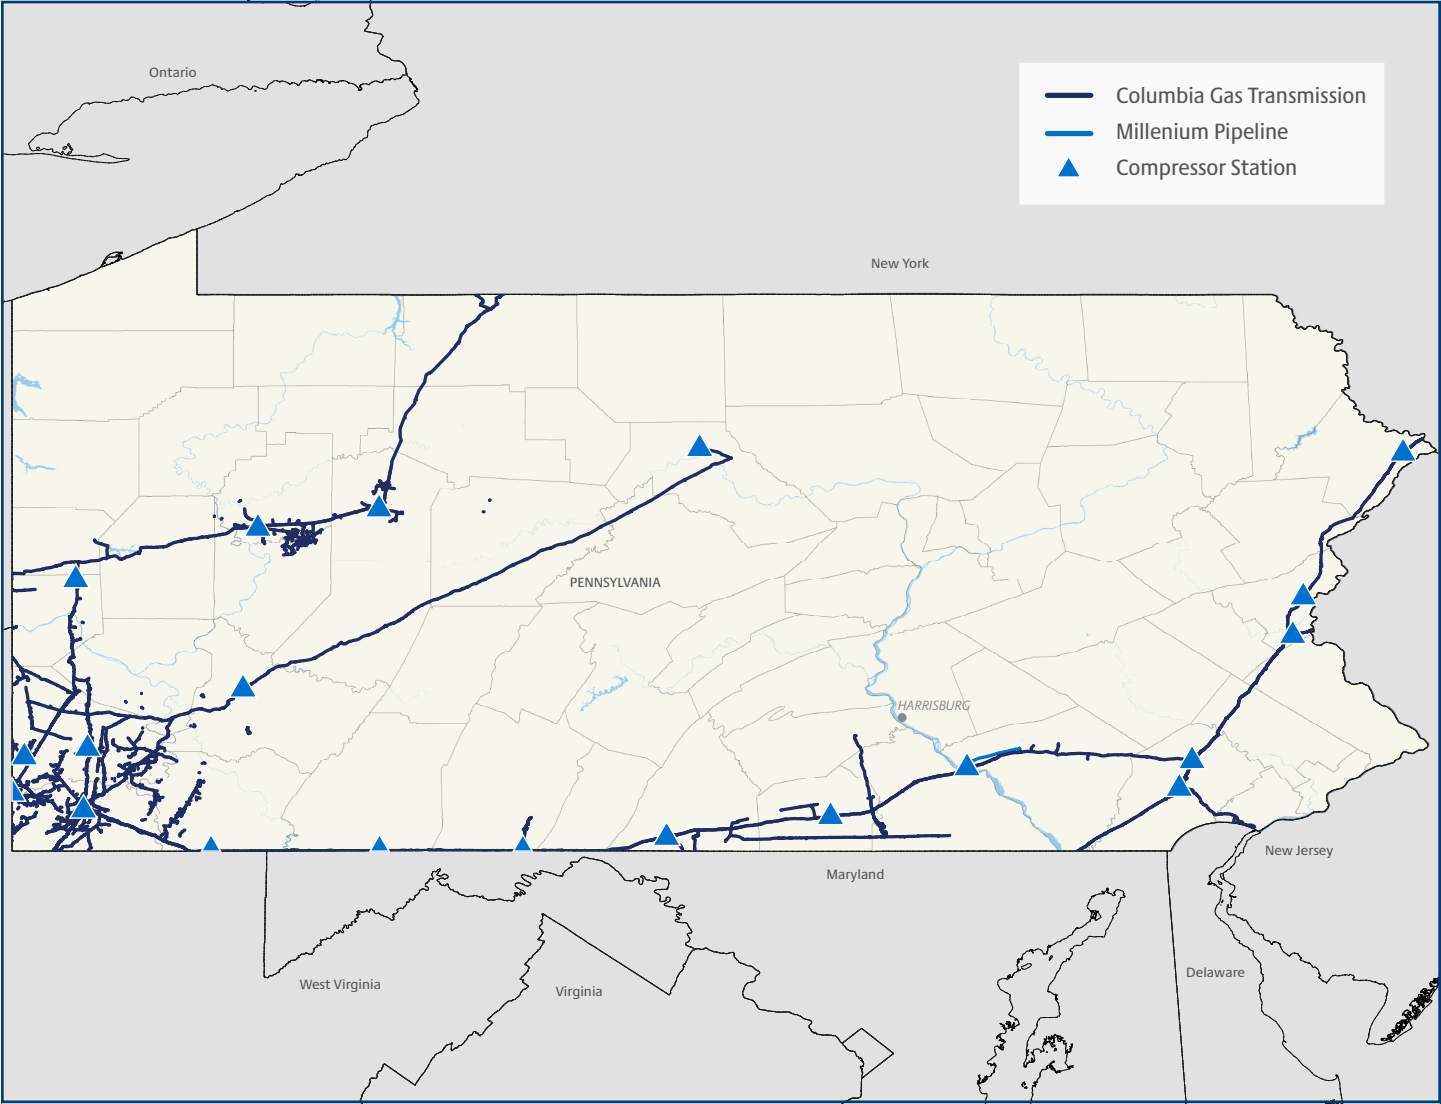 Ontario
Columbia Gas Transmission
Millenium Pipeline
Compressor Station
New York
PENNSYLVANIA
HARRISBURG
New Jersey
Maryland
Delaware
West Virginia
Virginia